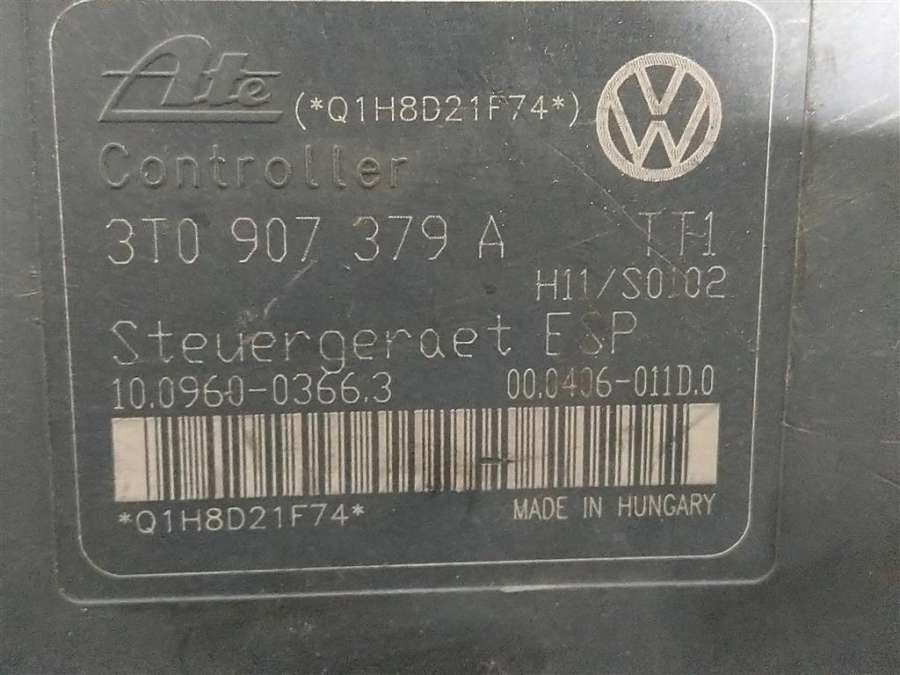 Ate (*Q1H8D21F74*)
Controller
3T0 907 379 A TT1
H11/S0102
Steuergeraet ESP
10.0960-0366.3 00.0406-011D.0
*Q1H8D21F74* MADE IN HUNGARY